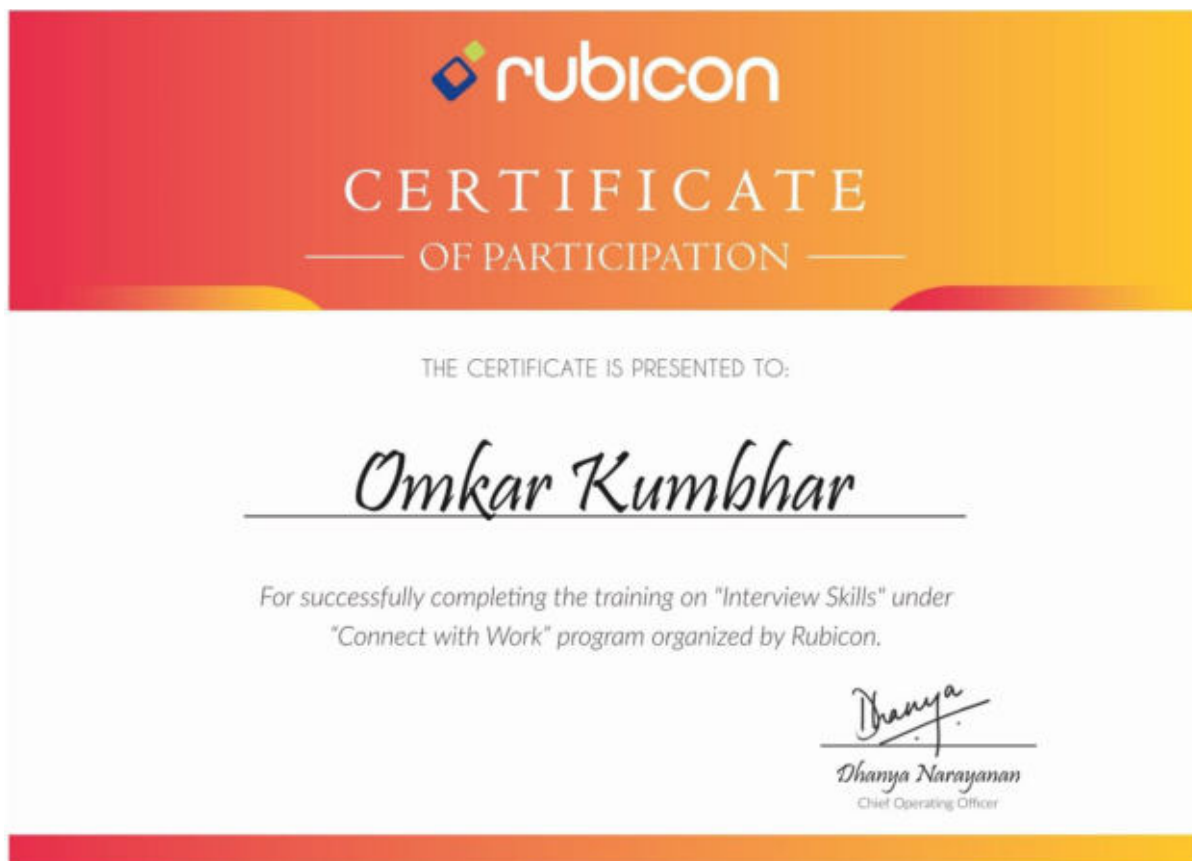 rubicon
CERTIFICATE
OF PARTICIPATION
THE CERTIFICATE IS PRESENTED TO:
Omkar Kumbhar
For successfully completing the training on "Interview Skills" under
"Connect with Work" program organized by Rubicon.
Dhanya
Dhanya Narayanan
Chief Operating Officer